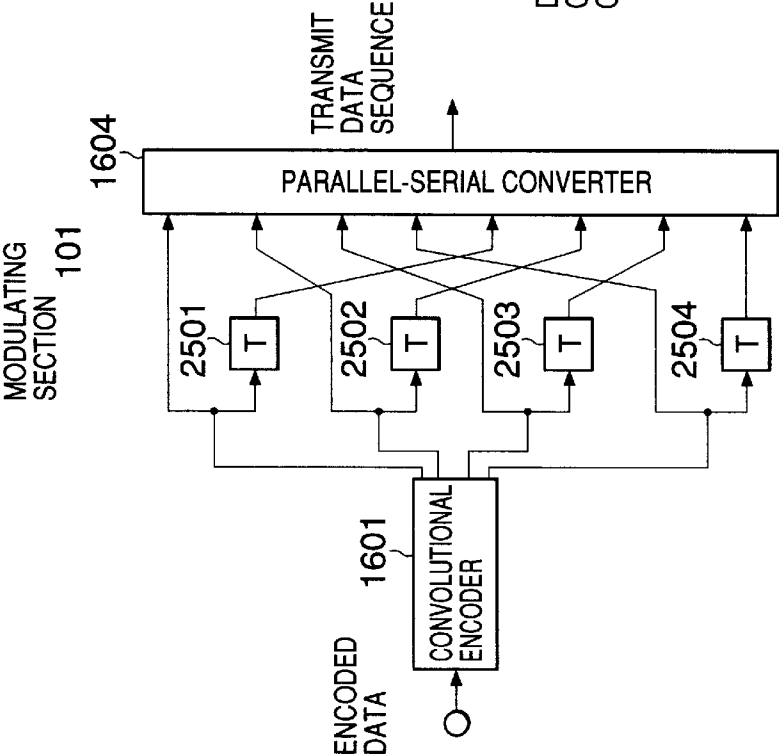 MODULATING
SECTION 101
1604
TRANSMIT
DATA
SEQUENCE
PARALLEL-SERIAL CONVERTER
2501
T
2502
T
2503
T
2504
T
1601
CONVOLUTIONAL
ENCODER
ENCODED
DATA